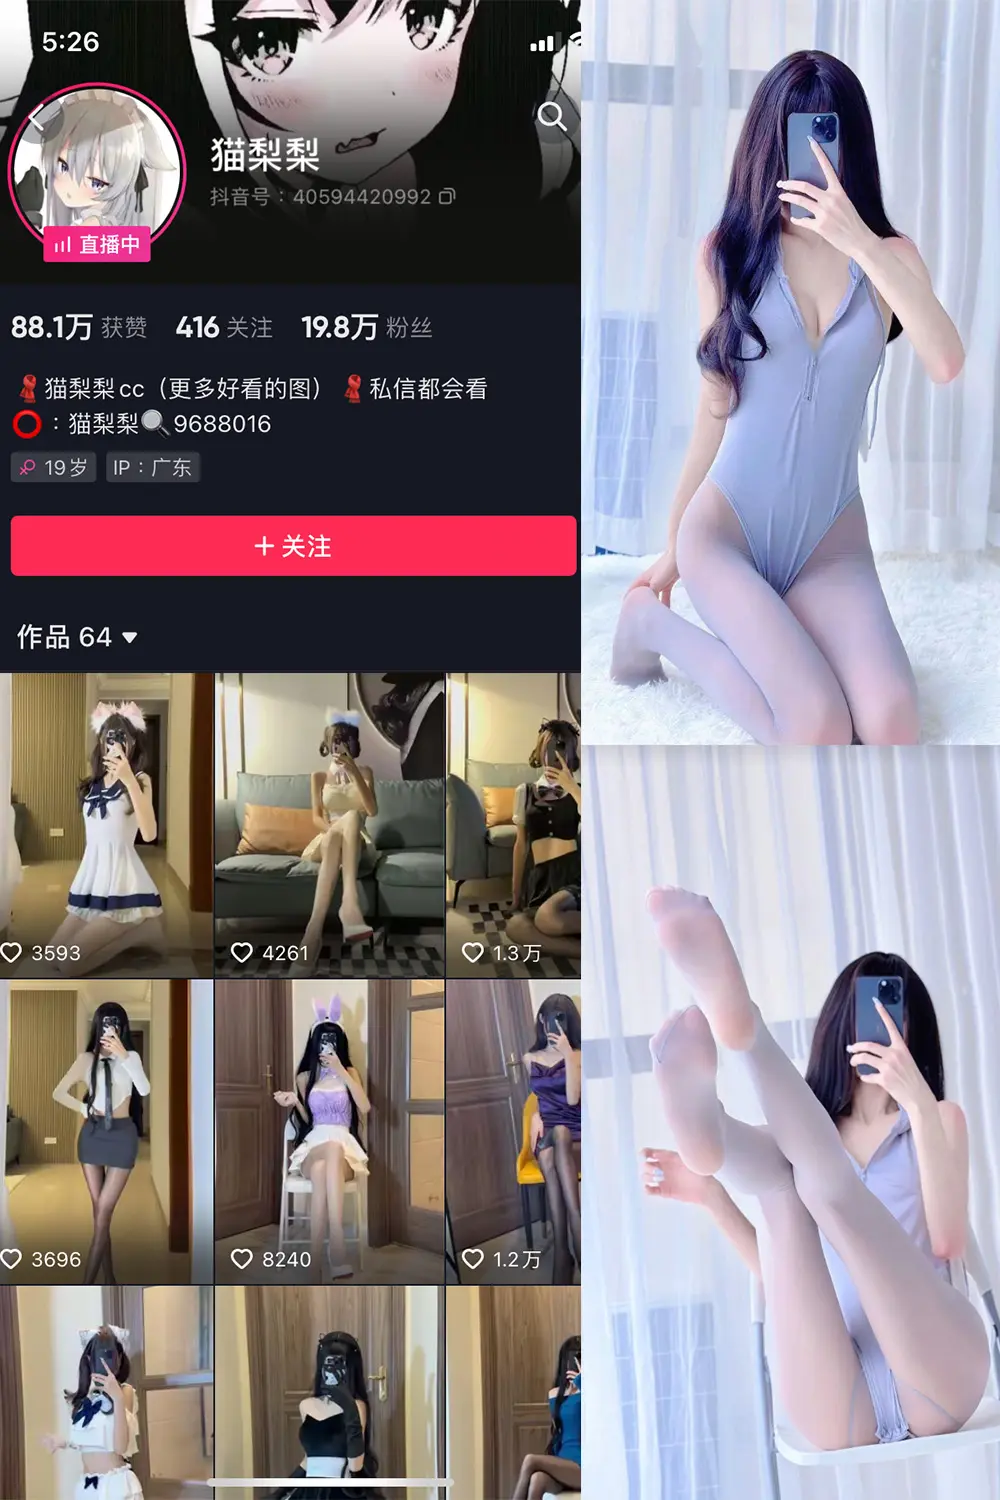 5:26
猫梨梨
抖音号：40594420992
直播中
88.1万 获赞 416 关注 19.8万 粉丝
猫梨梨cc（更多好看的图） 私信都会看
：猫梨梨🔍9688016
19岁 IP：广东
+ 关注
作品 64
3593 4261 1.3万
3696 8240 1.2万